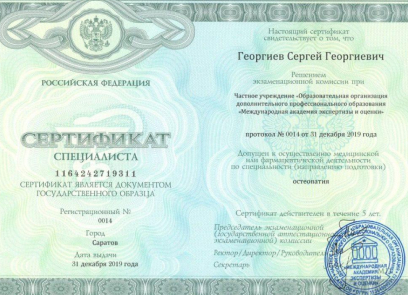 РОССИЙСКАЯ ФЕДЕРАЦИЯ
СЕРТИФИКАТ
СПЕЦИАЛИСТА
1164242719311
СЕРТИФИКАТ ЯВЛЯЕТСЯ ДОКУМЕНТОМ
ГОСУДАРСТВЕННОГО ОБРАЗЦА
Регистрационный №
0014
Город
Саратов
Дата выдачи
31 декабря 2019 года
Настоящий сертификат
свидетельствует о том, что
Георгиев Сергей Георгиевич
Решением
экзаменационной комиссии при
Частное учреждение «Образовательная организация
дополнительного профессионального образования
«Международная академия экспертизы и оценки»
протокол № 0014 от 31 декабря 2019 года
Допущен к осуществлению медицинской
или фармацевтической деятельности
по специальности (направлению подготовки)
остеопатия
Сертификат действителен в течение 5 лет.
Председатель экзаменационной
(государственной аттестационной,
экзаменационной) комиссии
Ректор/Директор/Руководитель
Секретарь
МЕЖДУНАРОДНАЯ
АКАДЕМИЯ
ЭКСПЕРТИЗЫ
И ОЦЕНКИ